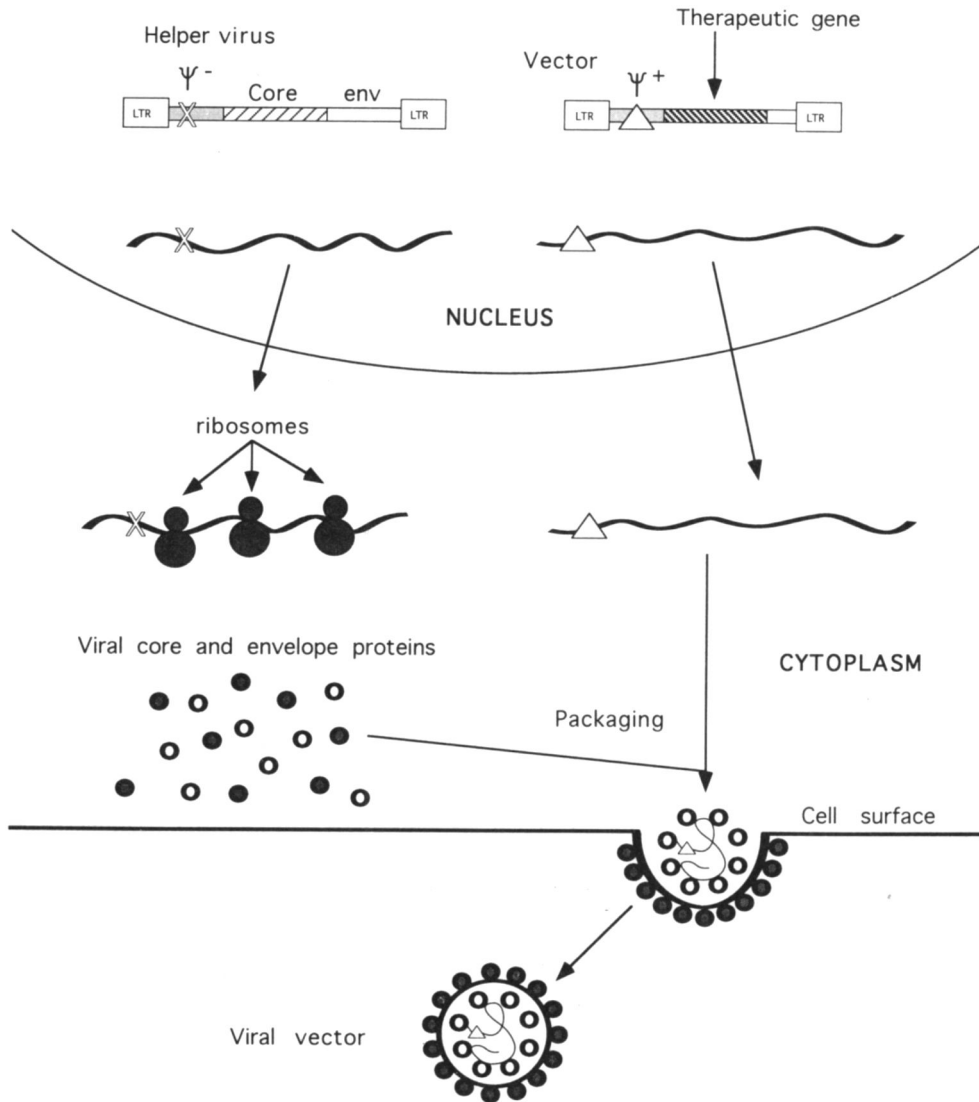 Helper virus
Ψ-
Core
env
LTR
LTR
Therapeutic gene
Vector
Ψ+
LTR
LTR
NUCLEUS
ribosomes
Viral core and envelope proteins
CYTOPLASM
Packaging
Cell surface
Viral vector